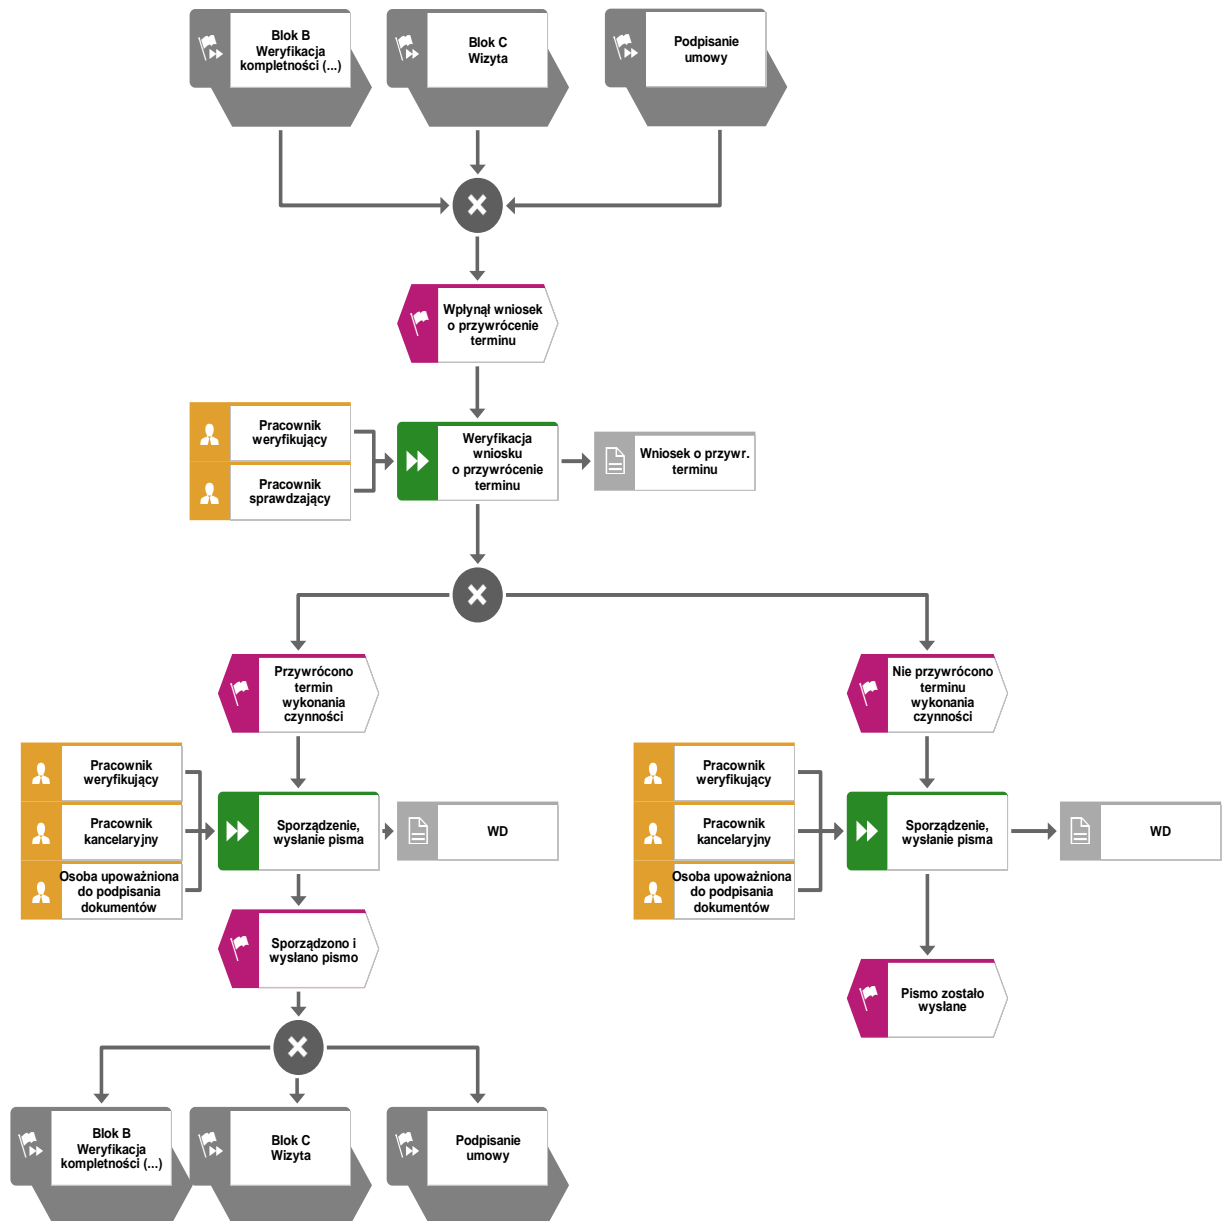 Blok B
Weryfikacja
kompletności (...)
Blok C
Wizyta
Podpisanie
umowy
Wpłynął wniosek
o przywrócenie
terminu
Pracownik
weryfikujący
Pracownik
sprawdzający
Weryfikacja
wniosku
o przywrócenie
terminu
Wniosek o przywr.
terminu
Przywrócono
termin
wykonania
czynności
Nie przywrócono
terminu
wykonania
czynności
Pracownik
weryfikujący
Pracownik
kancelaryjny
Osoba upoważniona
do podpisania
dokumentów
Sporządzenie,
wysłanie pisma
WD
Pracownik
weryfikujący
Pracownik
kancelaryjny
Osoba upoważniona
do podpisania
dokumentów
Sporządzenie,
wysłanie pisma
WD
Sporządzono i
wysłano pismo
Pismo zostało
wysłane
Blok B
Weryfikacja
kompletności (...)
Blok C
Wizyta
Podpisanie
umowy